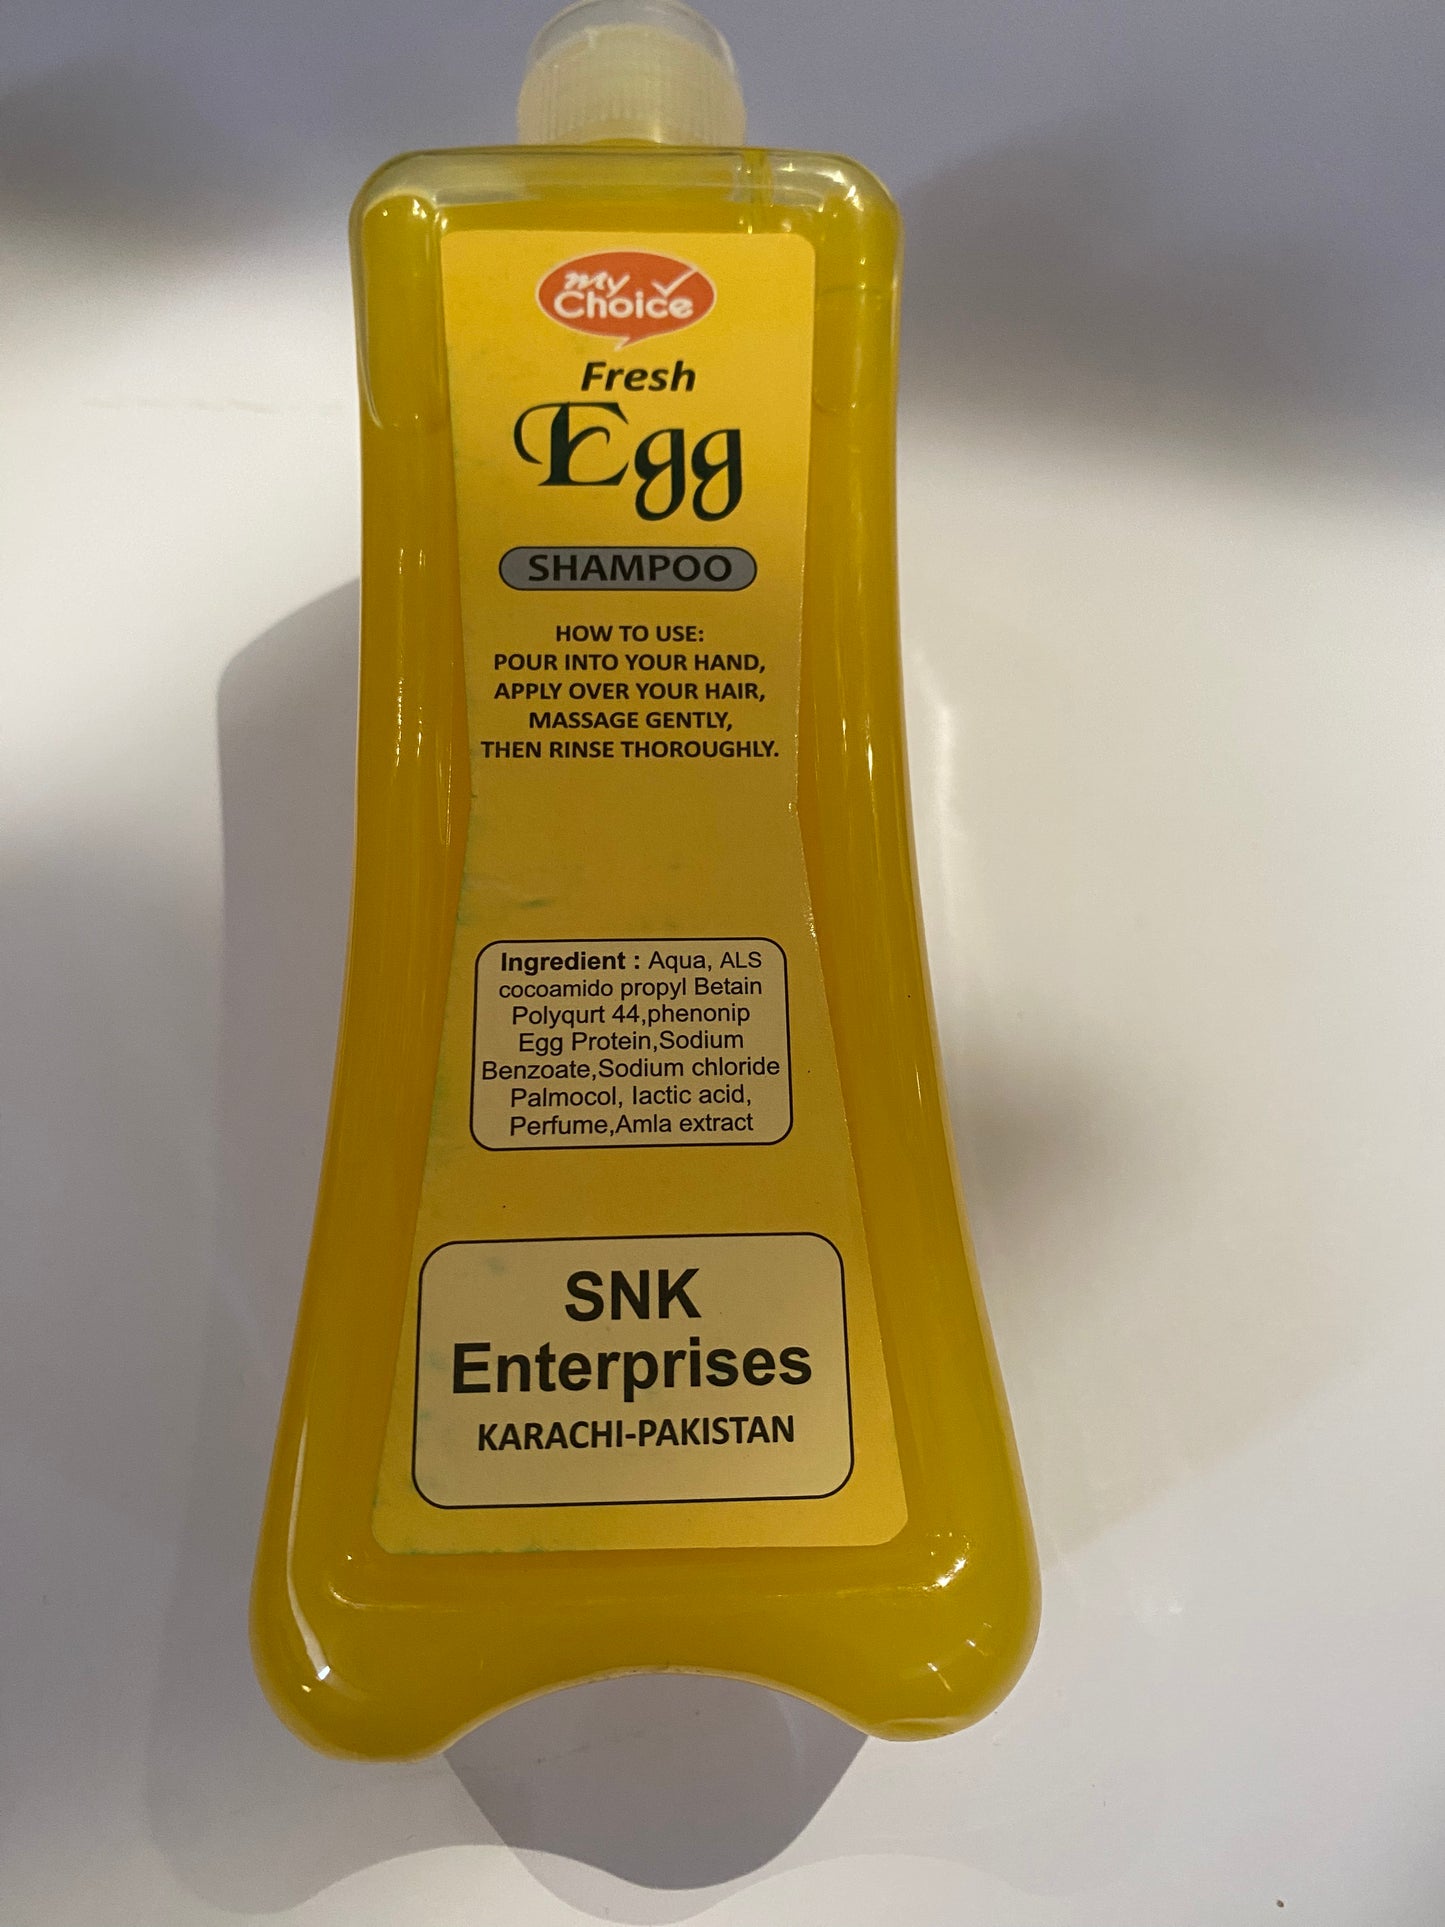 My
Choice
Fresh
Egg
SHAMPOO
HOW TO USE:
POUR INTO YOUR HAND,
APPLY OVER YOUR HAIR,
MASSAGE GENTLY,
THEN RINSE THOROUGHLY.
Ingredient : Aqua, ALS
cocoamido propyl Betain
Polyqurt 44,phenonip
Egg Protein,Sodium
Benzoate,Sodium chloride
Palmocol, lactic acid,
Perfume,Amla extract
SNK
Enterprises
KARACHI-PAKISTAN